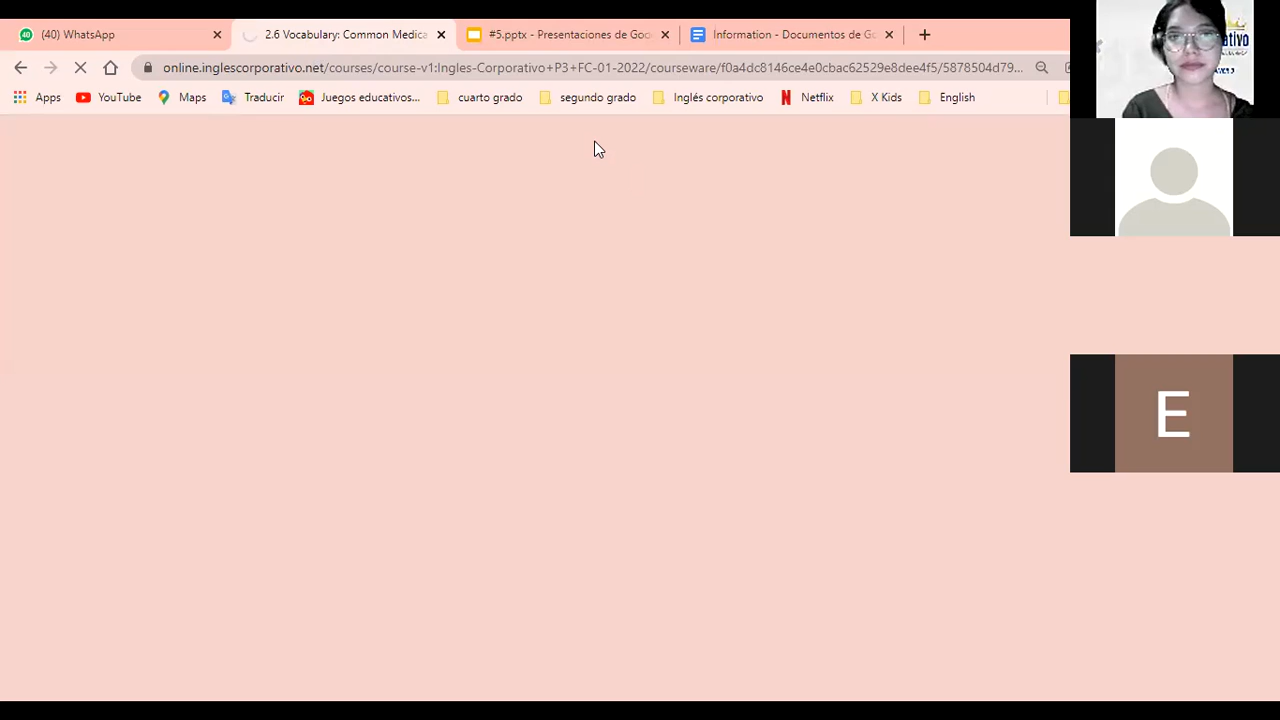 40 (40) WhatsApp
2.6 Vocabulary: Common Medica
#5.pptx - Presentaciones de Goo
Information - Documentos de Go
online.inglescorporativo.net/courses/course-v1:Ingles-Corporativo+P3+FC-01-2022/courseware/f0a4dc8146ce4e0cbac62529e8dee4f5/5878504d79...
Apps YouTube Maps Traducir Juegos educativos... cuarto grado segundo grado Inglés corporativo Netflix X Kids English
E